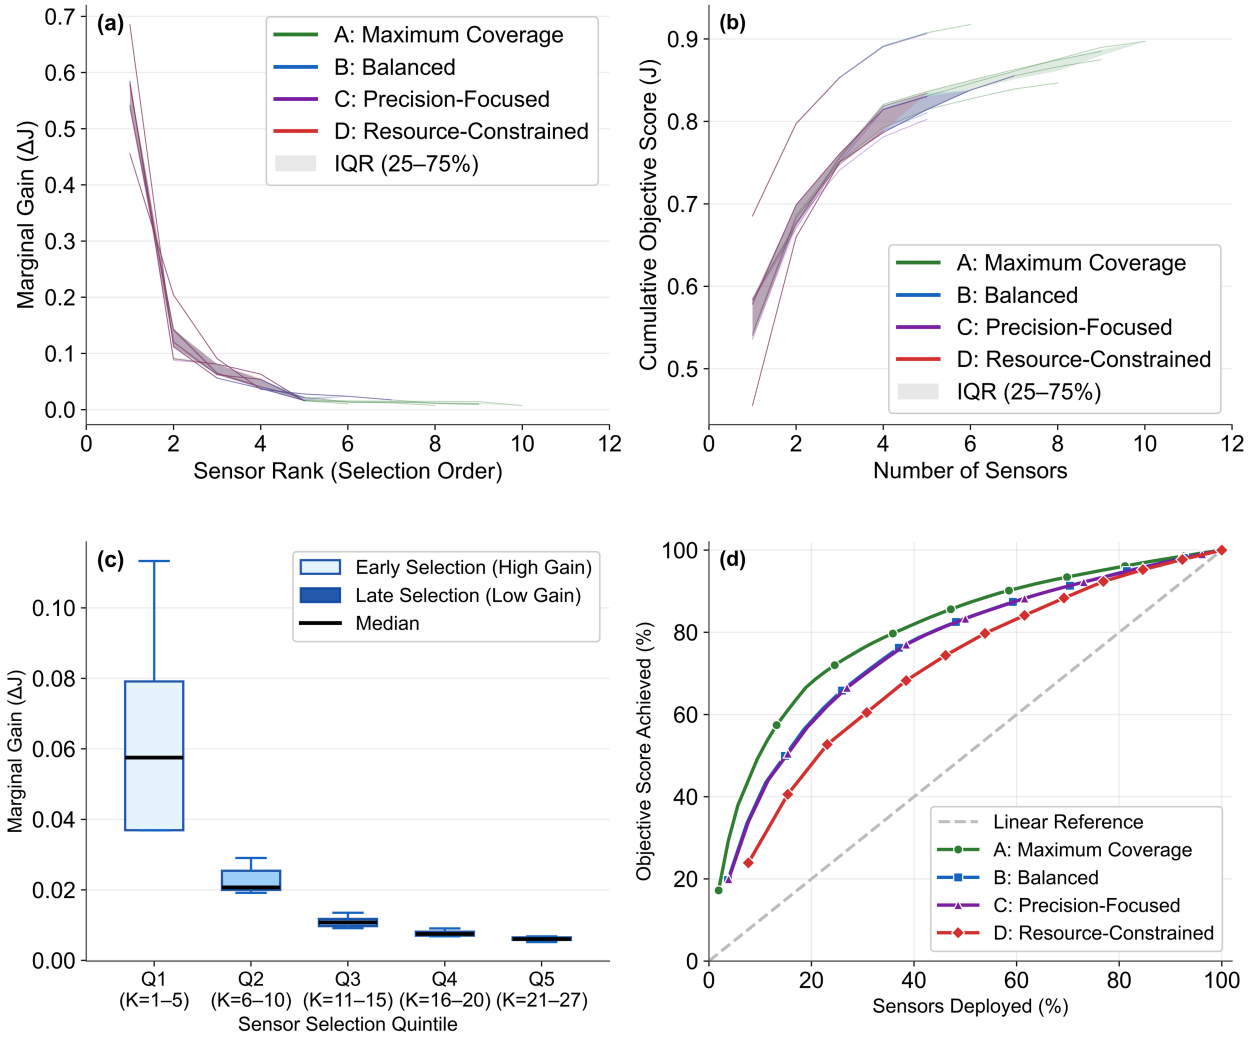 (a)
0.7
0.6
0.5
0.4
0.3
0.2
0.1
0.0
Marginal Gain (ΔJ)
A: Maximum Coverage
B: Balanced
C: Precision-Focused
D: Resource-Constrained
IQR (25–75%)
0 2 4 6 8 10 12
Sensor Rank (Selection Order)
(b)
0.9
0.8
0.7
0.6
0.5
Cumulative Objective Score (J)
A: Maximum Coverage
B: Balanced
C: Precision-Focused
D: Resource-Constrained
IQR (25–75%)
0 2 4 6 8 10 12
Number of Sensors
(c)
0.10
0.08
0.06
0.04
0.02
0.00
Marginal Gain (ΔJ)
Early Selection (High Gain)
Late Selection (Low Gain)
Median
Q1 Q2 Q3 Q4 Q5
(K=1–5) (K=6–10) (K=11–15) (K=16–20) (K=21–27)
Sensor Selection Quintile
(d)
100
80
60
40
20
0
Objective Score Achieved (%)
Linear Reference
A: Maximum Coverage
B: Balanced
C: Precision-Focused
D: Resource-Constrained
0 20 40 60 80 100
Sensors Deployed (%)